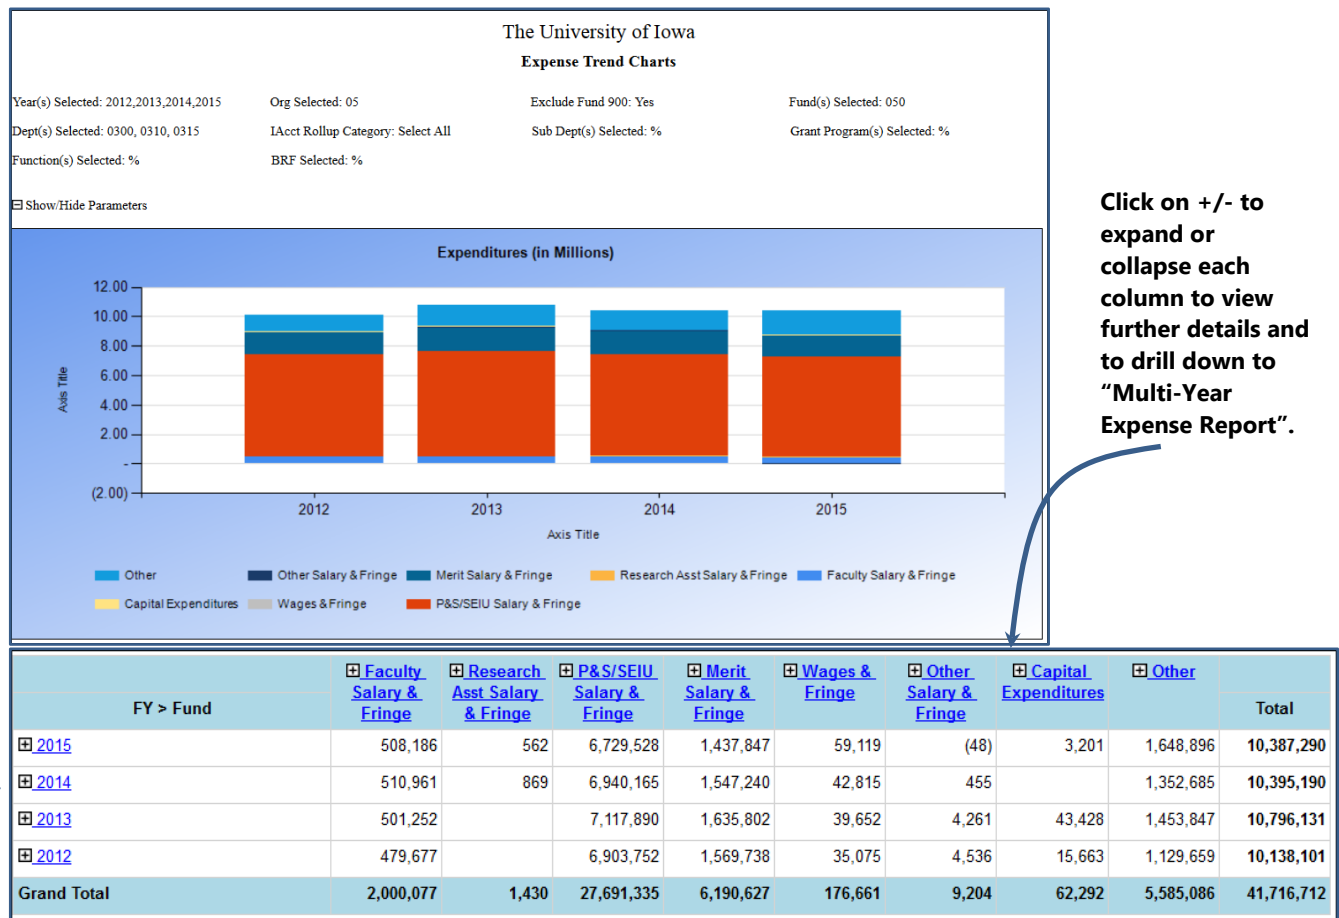 The University of Iowa
Expense Trend Charts
Year(s) Selected: 2012,2013,2014,2015 Org Selected: 05 Exclude Fund 900: Yes Fund(s) Selected: 050
Dept(s) Selected: 0300, 0310, 0315 IAcct Rollup Category: Select All Sub Dept(s) Selected: % Grant Program(s) Selected: %
Function(s) Selected: % BRF Selected: %
Show/Hide Parameters
Click on +/- to
expand or
collapse each
column to view
further details and
to drill down to
“Multi-Year
Expense Report”.
Expenditures (in Millions)
12.00
10.00
8.00
6.00
4.00
2.00
-
(2.00)
Axis Title
2012 2013 2014 2015
Axis Title
Other Other Salary & Fringe Merit Salary & Fringe Research Asst Salary & Fringe Faculty Salary & Fringe
Capital Expenditures Wages & Fringe P&S/SEIU Salary & Fringe
FY > Fund
Faculty
Salary &
Fringe
Research
Asst Salary
& Fringe
P&S/SEIU
Salary &
Fringe
Merit
Salary &
Fringe
Wages &
Fringe
Other
Salary &
Fringe
Capital
Expenditures
Other
Total
2015 508,186 562 6,729,528 1,437,847 59,119 (48) 3,201 1,648,896 10,387,290
2014 510,961 869 6,940,165 1,547,240 42,815 455 1,352,685 10,395,190
2013 501,252 7,117,890 1,635,802 39,652 4,261 43,428 1,453,847 10,796,131
2012 479,677 6,903,752 1,569,738 35,075 4,536 15,663 1,129,659 10,138,101
Grand Total 2,000,077 1,430 27,691,335 6,190,627 176,661 9,204 62,292 5,585,086 41,716,712